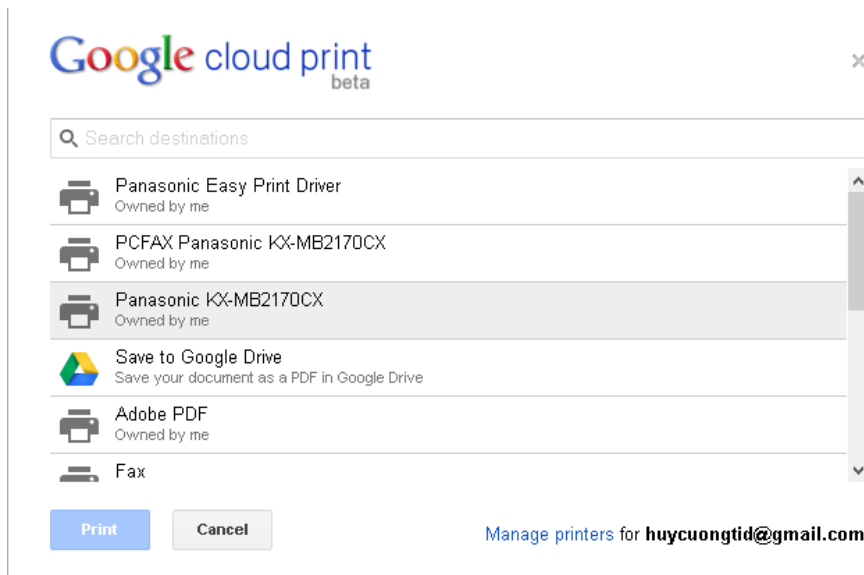 Google cloud print
beta
Search destinations
Panasonic Easy Print Driver
Owned by me
PCFAX Panasonic KX-MB2170CX
Owned by me
Panasonic KX-MB2170CX
Owned by me
Save to Google Drive
Save your document as a PDF in Google Drive
Adobe PDF
Owned by me
Fax
Print Cancel
Manage printers for huycuongtid@gmail.com